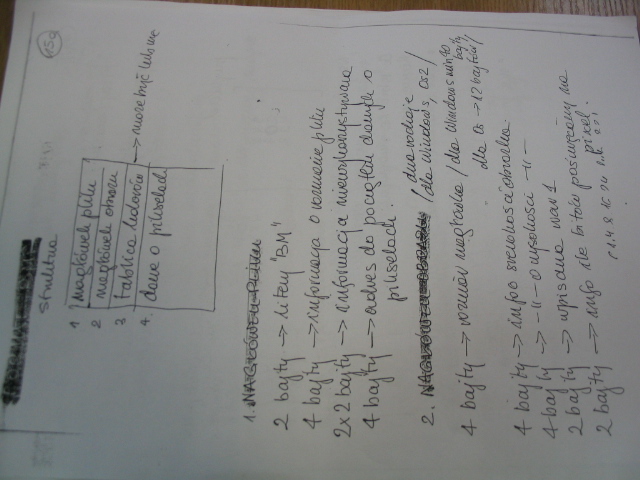 159
Struktura
1 nagłówek pliku
2 nagłówek obrazu
3 tablica kolorów → może być lub nie
4. dane o pikselach
1. NAGŁÓWEK PLIKU
2 bajty → litery "BM"
4 bajty → informacja o rozmiarze pliku
2x2 bajty → informacja niewykorzystywana
4 bajty → adres do początku danych o
pikselach.
2. NAGŁÓWEK OBRAZU / dwa rodzaje
/dla Windows, OS2/
4 bajty → rozmiar nagłówka / dla Windows 40
bajty
dla OS → 12 bajtów/
4 bajty → info o szerokości obrazka
4 bajty → -||- o wysokości -||-
2 bajty → wpisana war 1
2 bajty → info ile bitów poświęcony na
piksel.
1 4 8 16 24